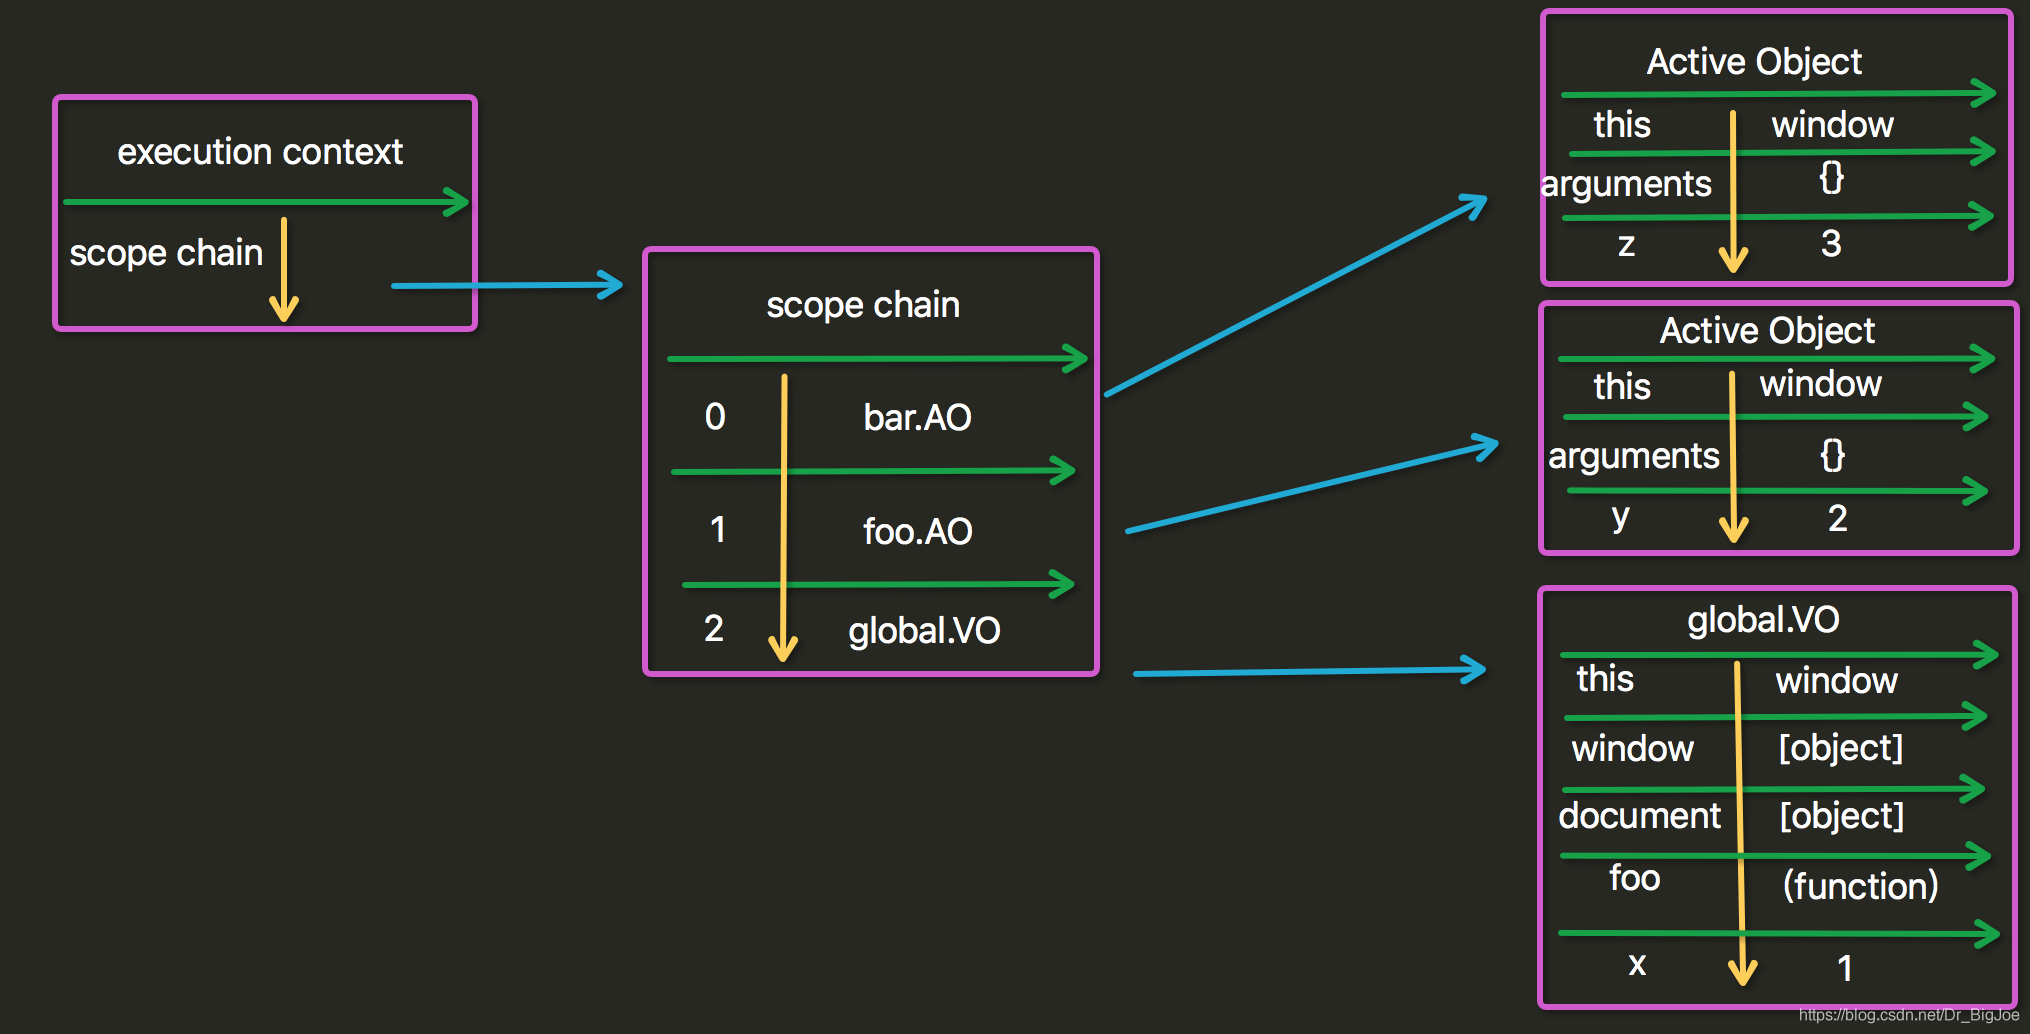 execution context
scope chain
scope chain
0 bar.AO
1 foo.AO
2 global.VO
Active Object
this window
arguments {}
z 3
Active Object
this window
arguments {}
y 2
global.VO
this window
window [object]
document [object]
foo (function)
x 1
https://blog.csdn.net/Dr_BigJoe